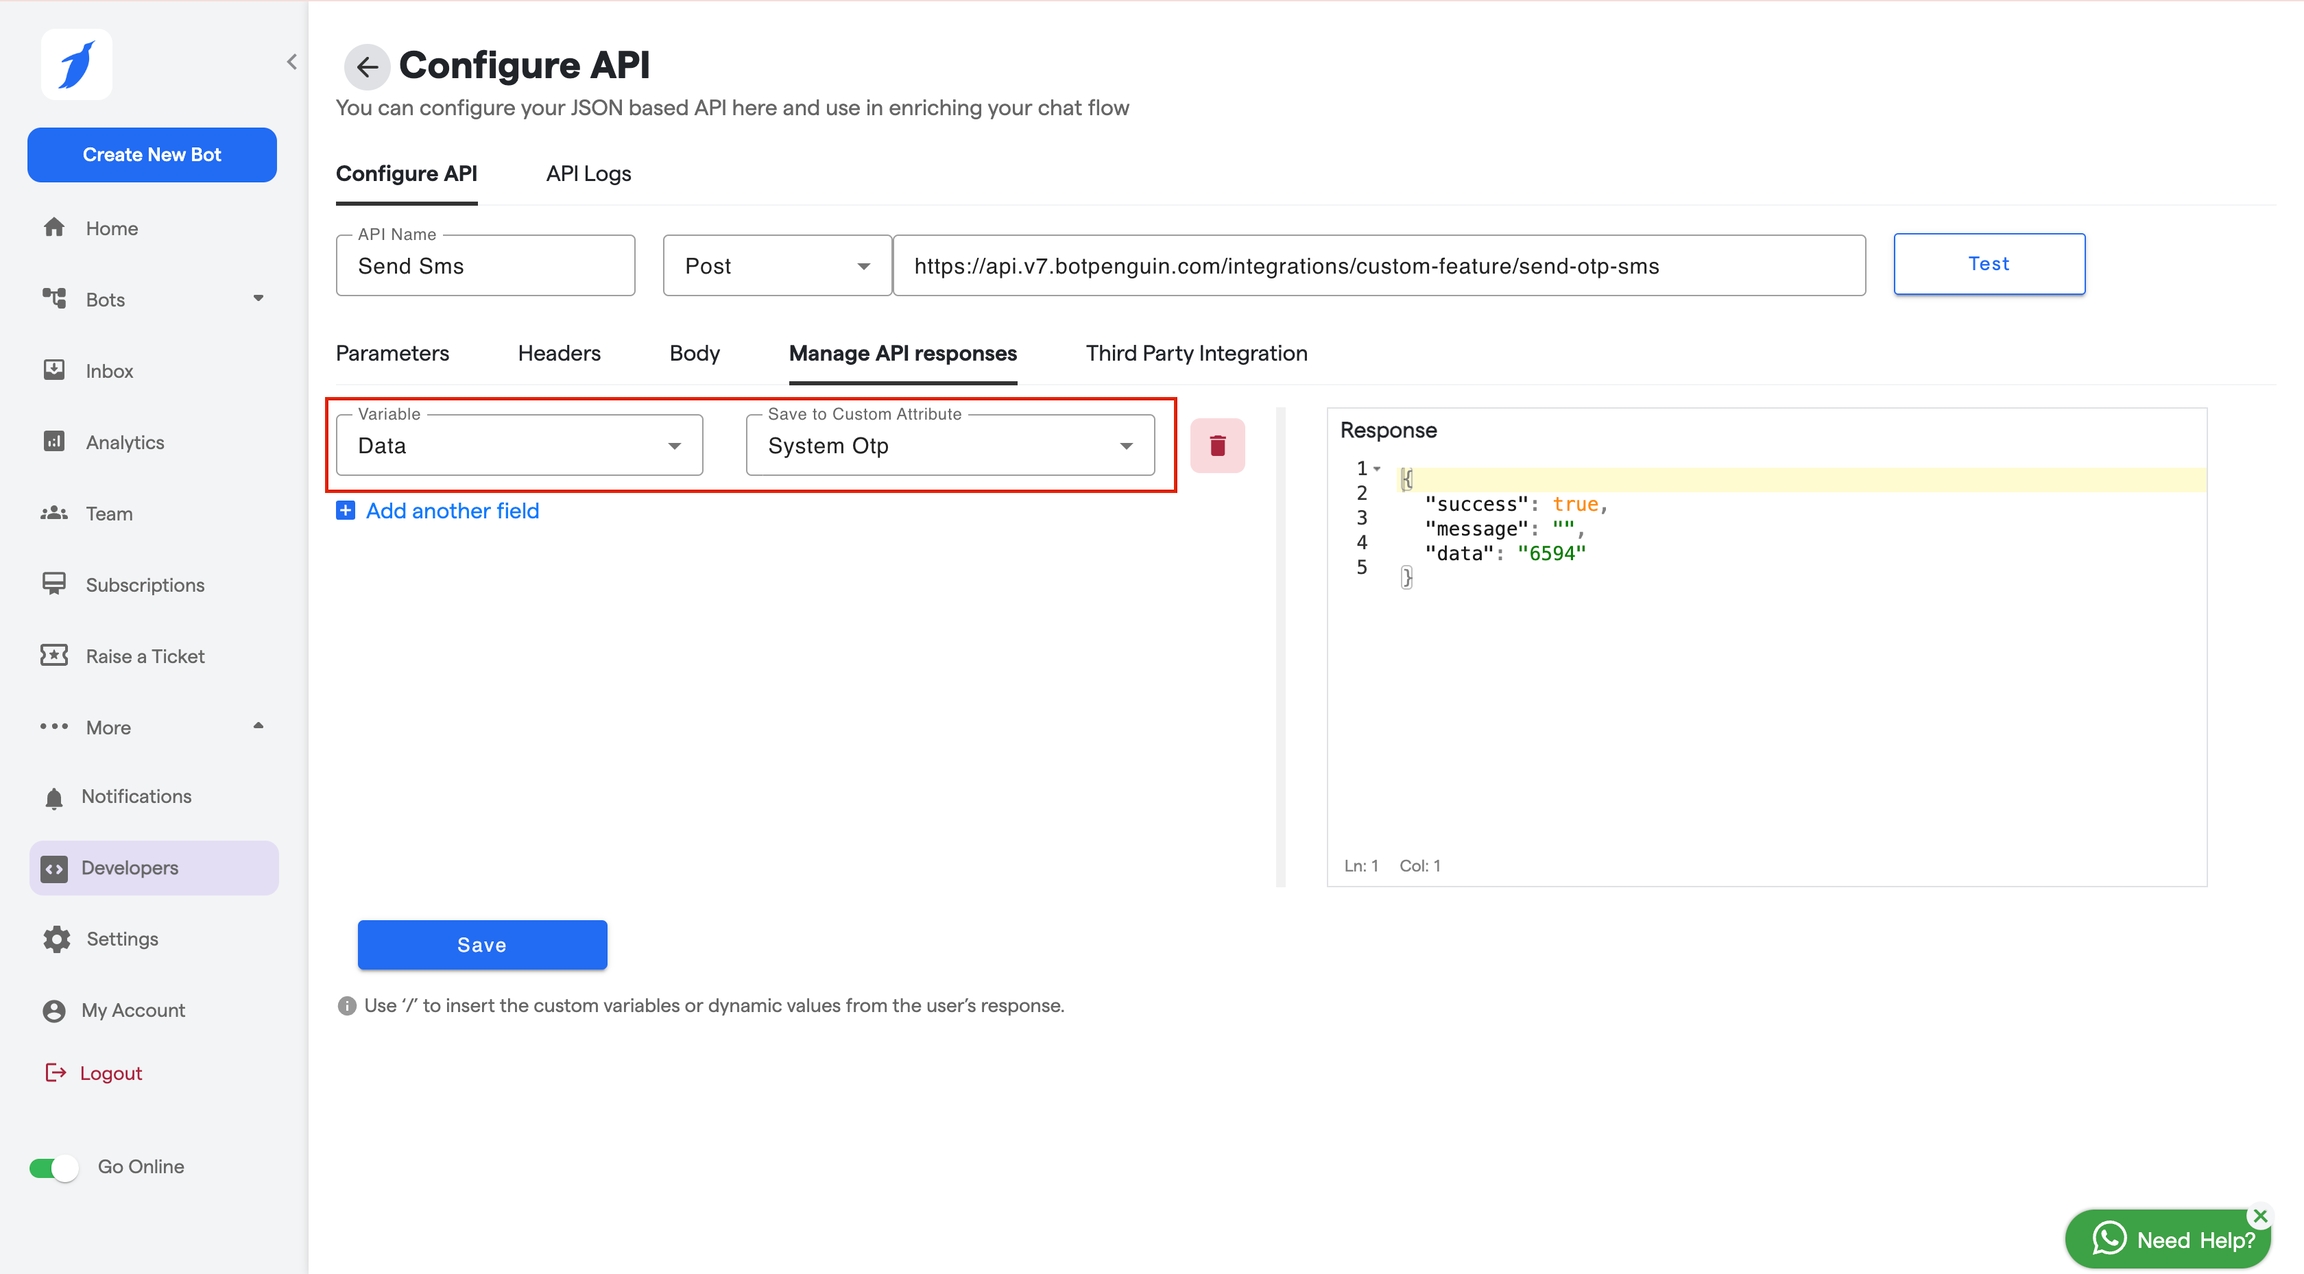 Create New Bot
Home
Bots
Inbox
Analytics
Team
Subscriptions
Raise a Ticket
More
Notifications
Developers
Settings
My Account
Logout
Go Online
Configure API
You can configure your JSON based API here and use in enriching your chat flow
Configure API
API Logs
API Name
Send Sms
Post
https://api.v7.botpenguin.com/integrations/custom-feature/send-otp-sms
Test
Parameters
Headers
Body
Manage API responses
Third Party Integration
Variable
Data
Save to Custom Attribute
System Otp
Add another field
Response
1 {
2 "success": true,
3 "message": "",
4 "data": "6594"
5 }
Ln: 1 Col: 1
Save
Use ‘/’ to insert the custom variables or dynamic values from the user’s response.
Need Help?